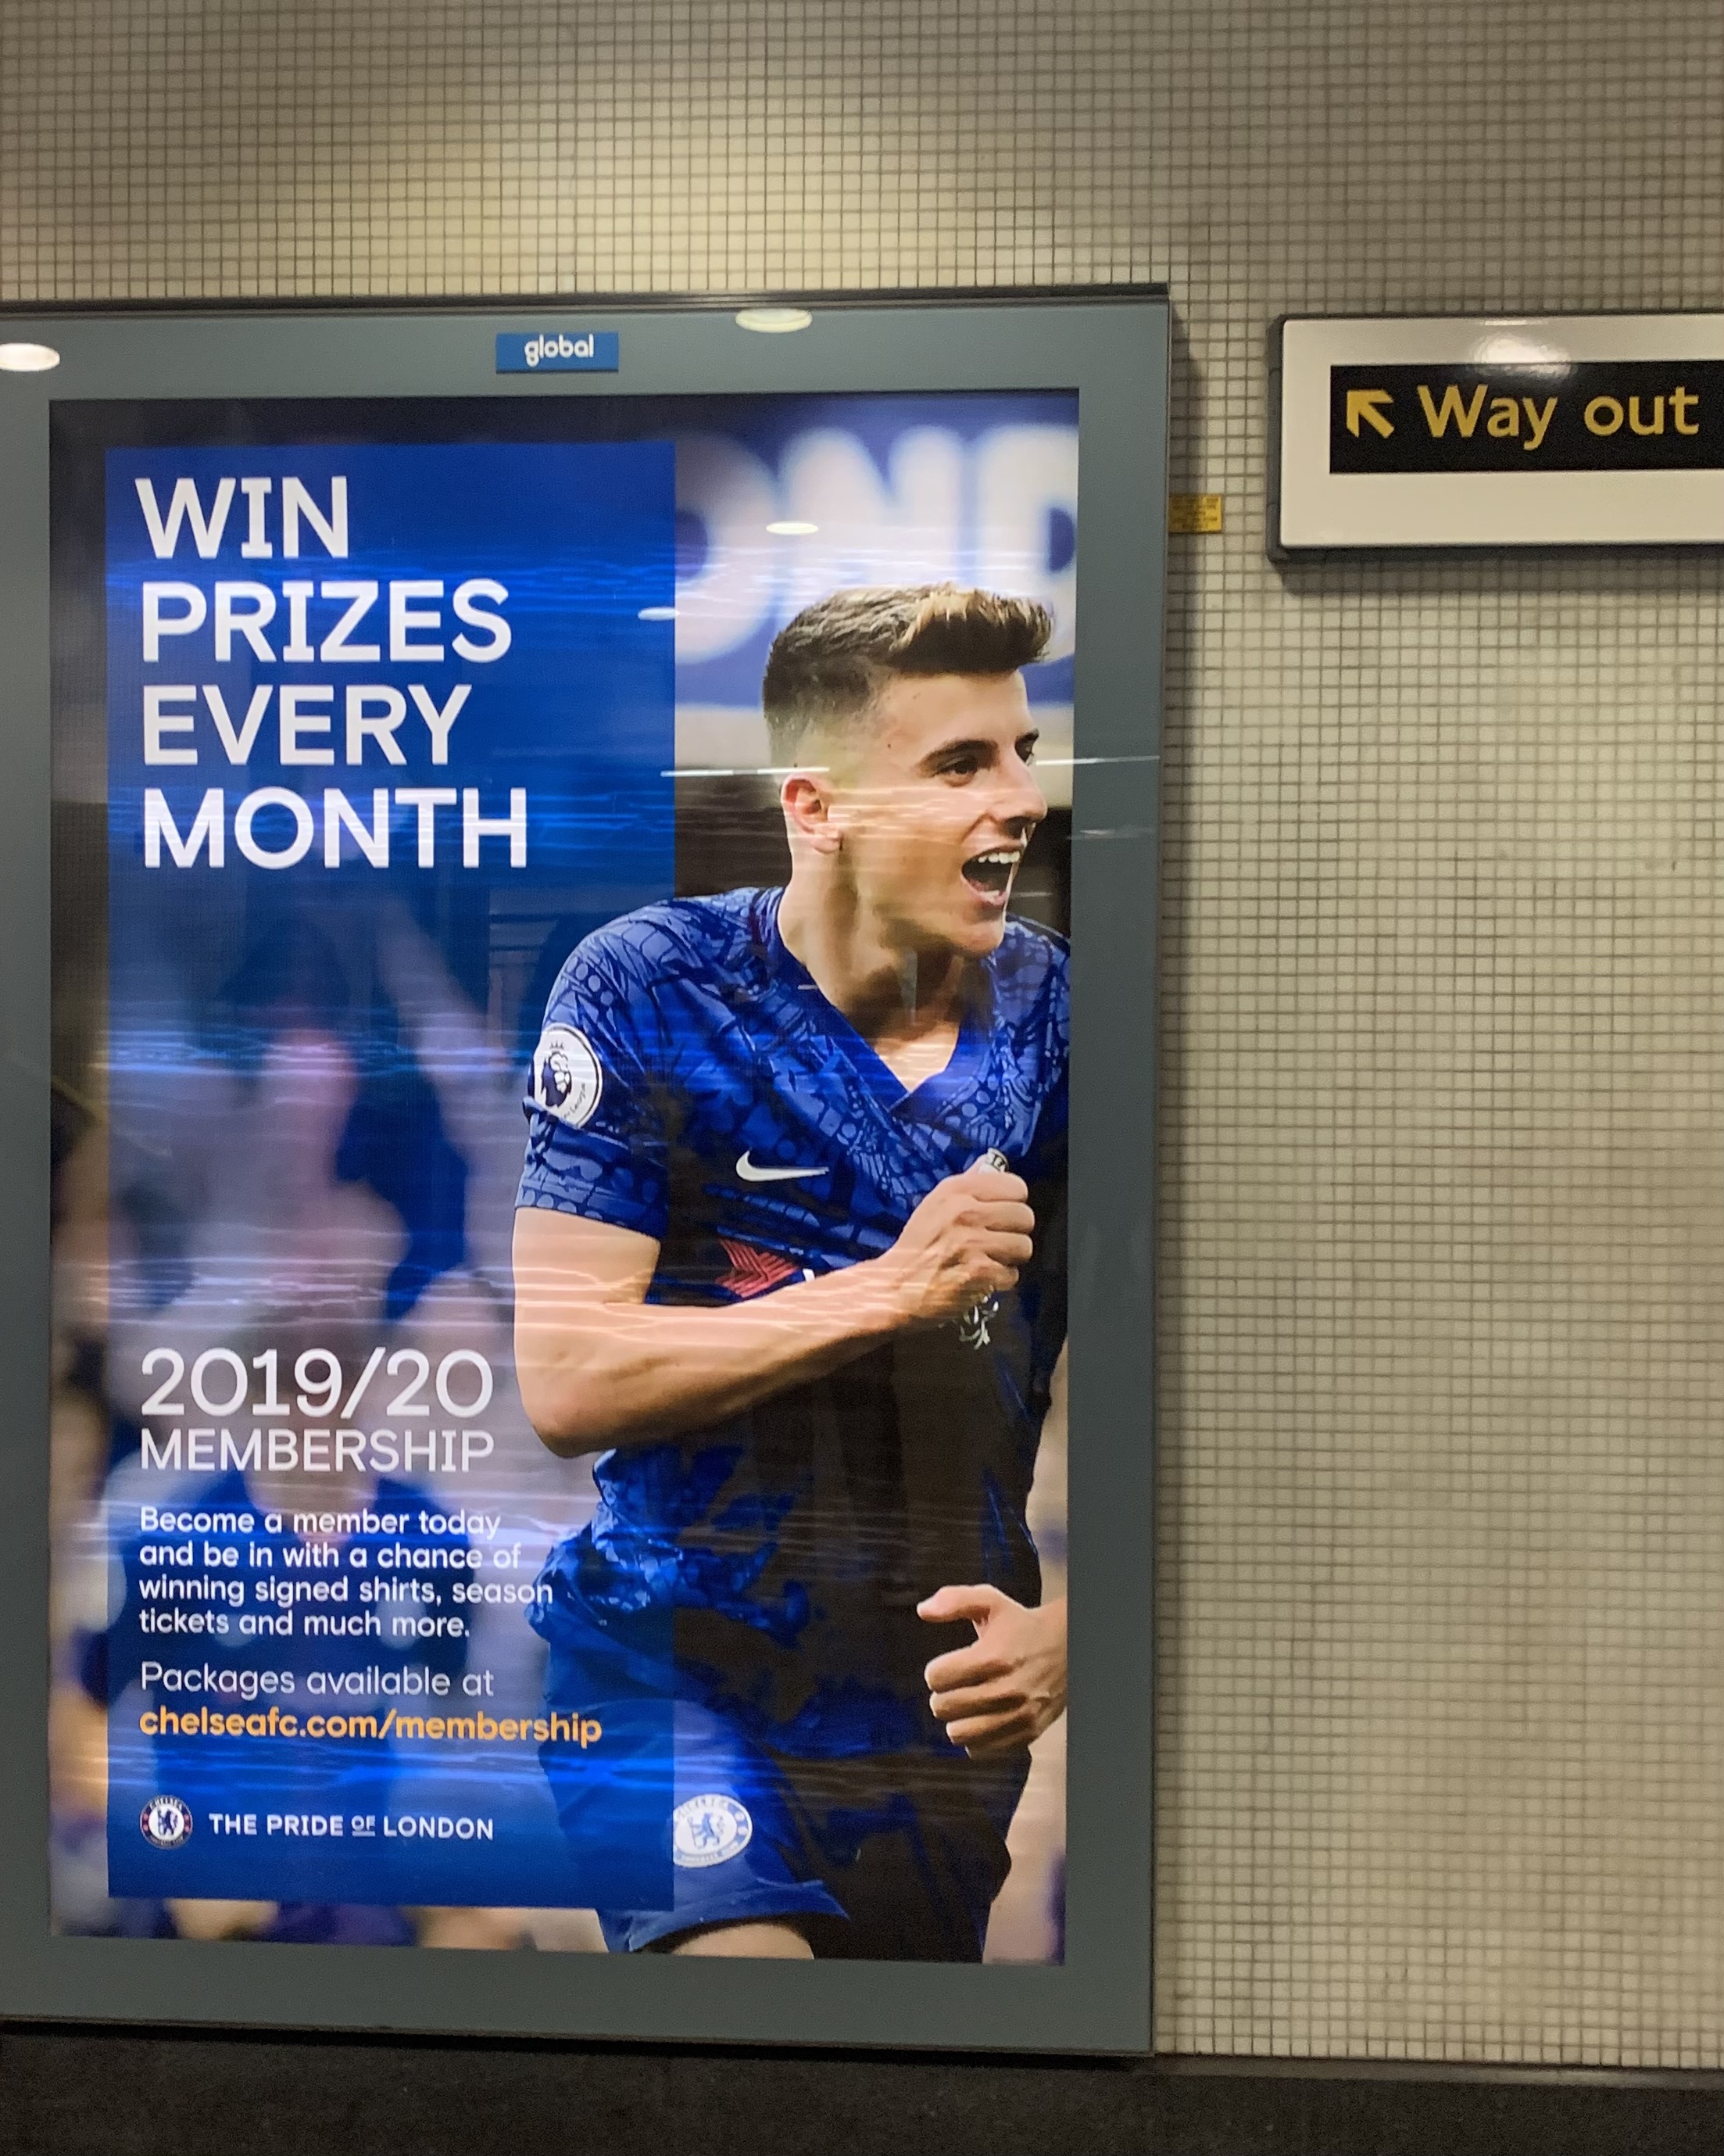 global
WIN
PRIZES
EVERY
MONTH
2019/20
MEMBERSHIP
Become a member today
and be in with a chance of
winning signed shirts, season
tickets and much more.
Packages available at
chelseafc.com/membership
THE PRIDE OF LONDON
OND
Way out